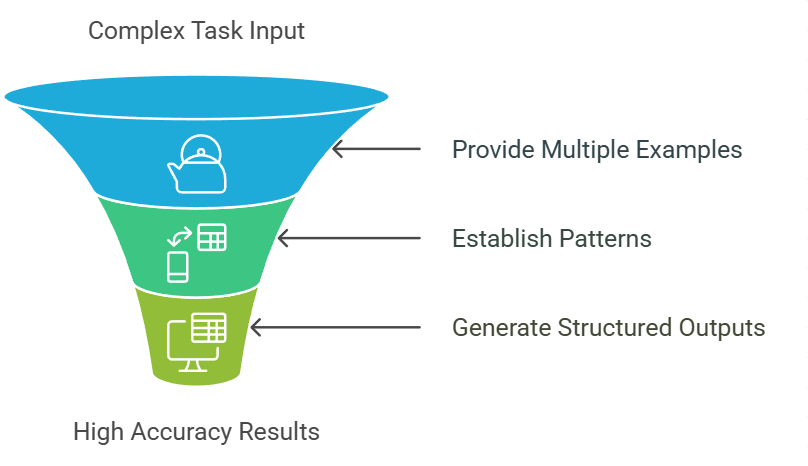 Complex Task Input
Provide Multiple Examples
Establish Patterns
Generate Structured Outputs
High Accuracy Results